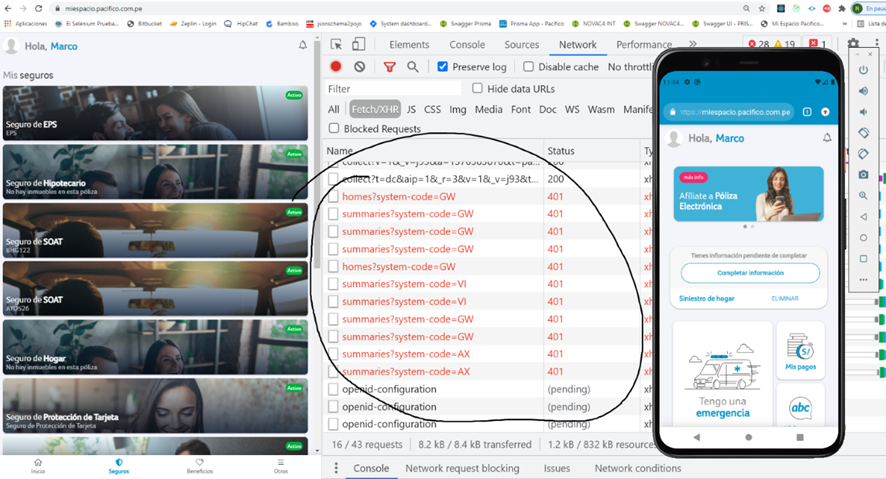 miespacio.pacifico.com.pe
En pausa
Aplicaciones
El Selenium Prueba...
Bitbucket
Zeplin - Login
HipChat
Bamboo
jsonschema2pojo
System dashboard...
Swagger Prisma
Prisma App - Pacífico
NOVAC4 INT
Swagger NOVAC4...
Swagger UX - PRIS...
Mi Espacio Pacífico
Lista de
Hola, Marco
Mis seguros
Activo
Seguro de EPS
EPS
Activo
Seguro de Hipotecario
No hay inmuebles en esta póliza
Activo
Seguro de SOAT
Activo
Seguro de SOAT
Activo
Seguro de Hogar
No hay inmuebles en esta póliza
Activo
Seguro de Protección de Tarjeta
Seguro de Protección de Tarjeta
Activo
Inicio
Seguros
Beneficios
Otros
Elements
Console
Sources
Network
Performance
28
19
1
Preserve log
Disable cache
No throttli
Filter
Hide data URLs
All
Fetch/XHR
JS
CSS
Img
Media
Font
Doc
WS
Wasm
Manife
Blocked Requests
Name
Status
Ty
collect?t=dc&aip=1&_r=3&v=1&_v=j93&t...
200
homes?system-code=GW
401
xh
summaries?system-code=GW
401
xh
summaries?system-code=GW
401
xh
summaries?system-code=GW
401
xh
homes?system-code=GW
401
xh
summaries?system-code=VI
401
xh
summaries?system-code=VI
401
xh
summaries?system-code=GW
401
xh
summaries?system-code=GW
401
xh
summaries?system-code=AX
401
xh
summaries?system-code=AX
401
xh
openid-configuration
(pending)
xh
openid-configuration
(pending)
xh
openid-configuration
(pending)
xh
16 / 43 requests
8.2 kB / 8.4 kB transferred
1.2 kB / 832 kB resources
Console
Network request blocking
Issues
Network conditions
11:44
https://miespacio.pacifico.com.pe
1
Hola, Marco
más info
Afíliate a Póliza
Electrónica
Tienes información pendiente de completar
Completar información
Siniestro de hogar
ELIMINAR
Tengo una
emergencia
S/
Mis pagos
abc